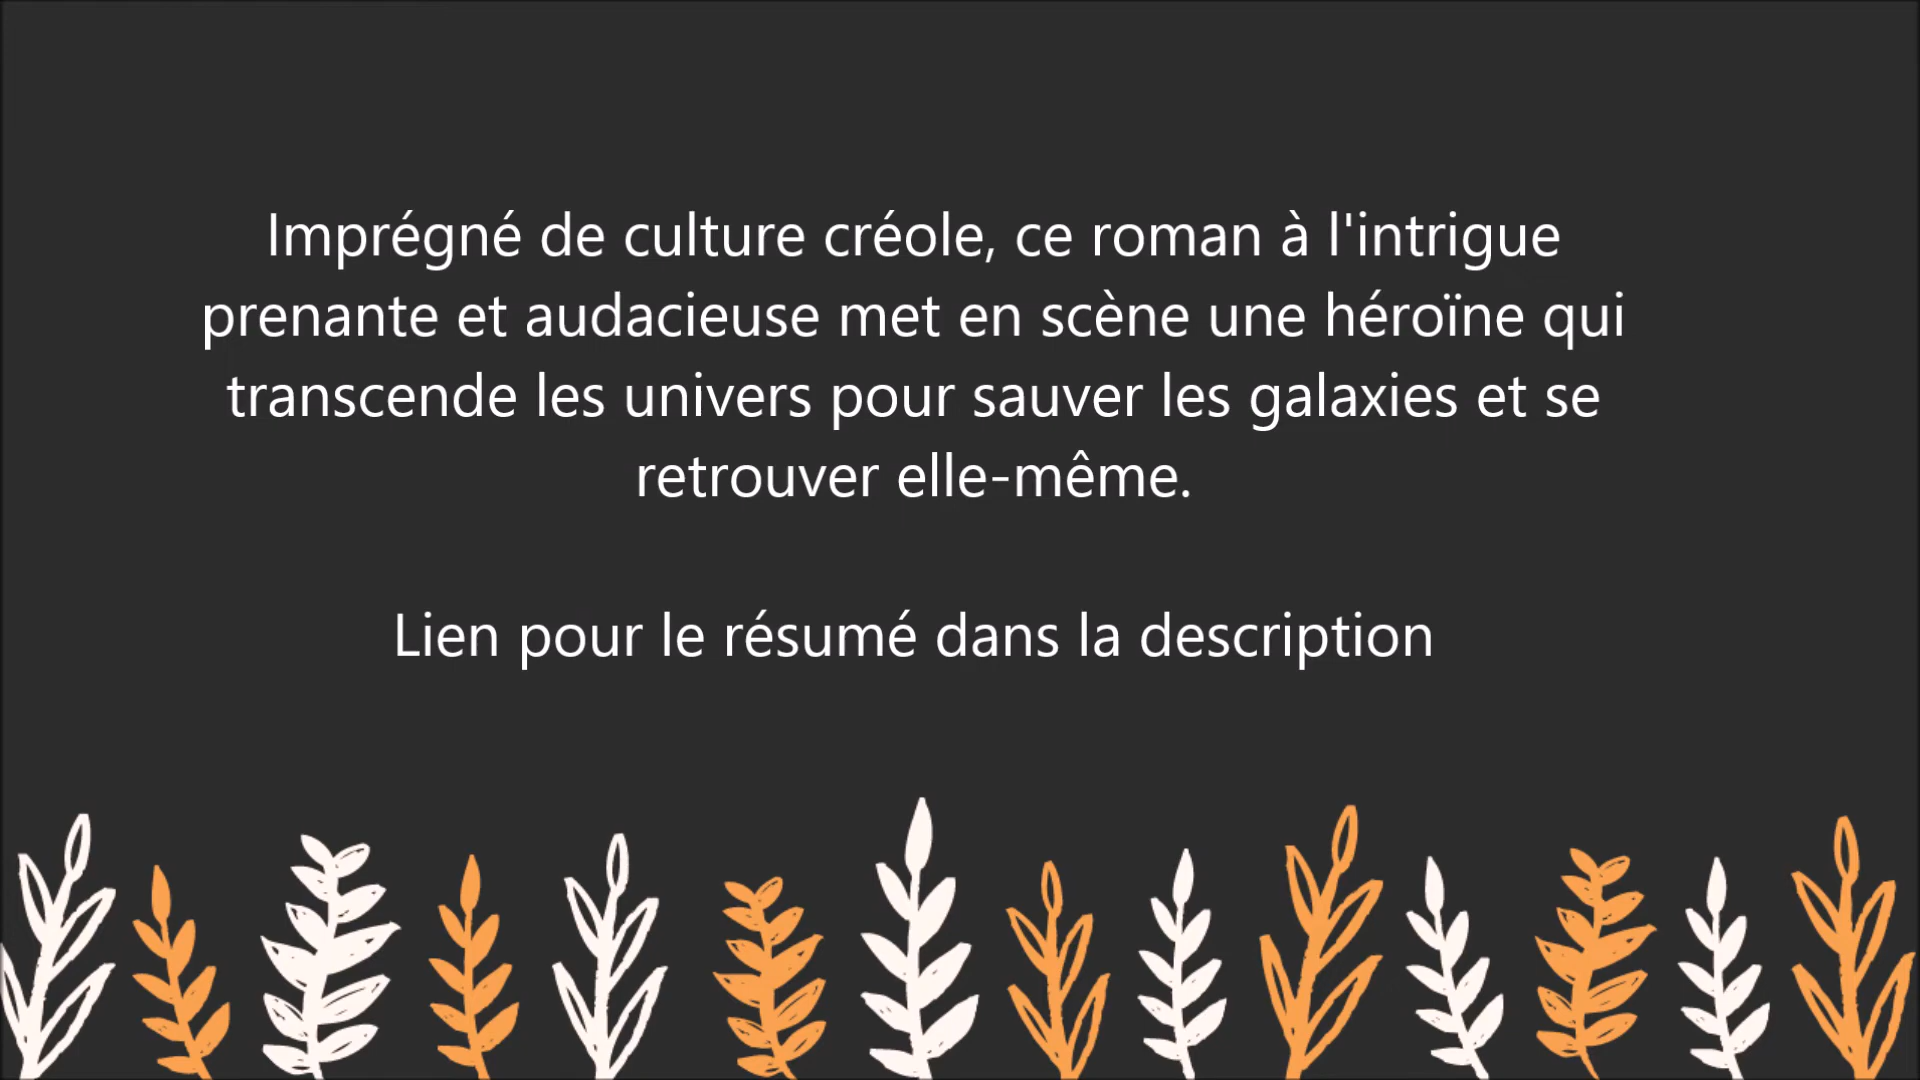 Imprégné de culture créole, ce roman à l'intrigue
prenante et audacieuse met en scène une héroïne qui
transcende les univers pour sauver les galaxies et se
retrouver elle-même.
Lien pour le résumé dans la description